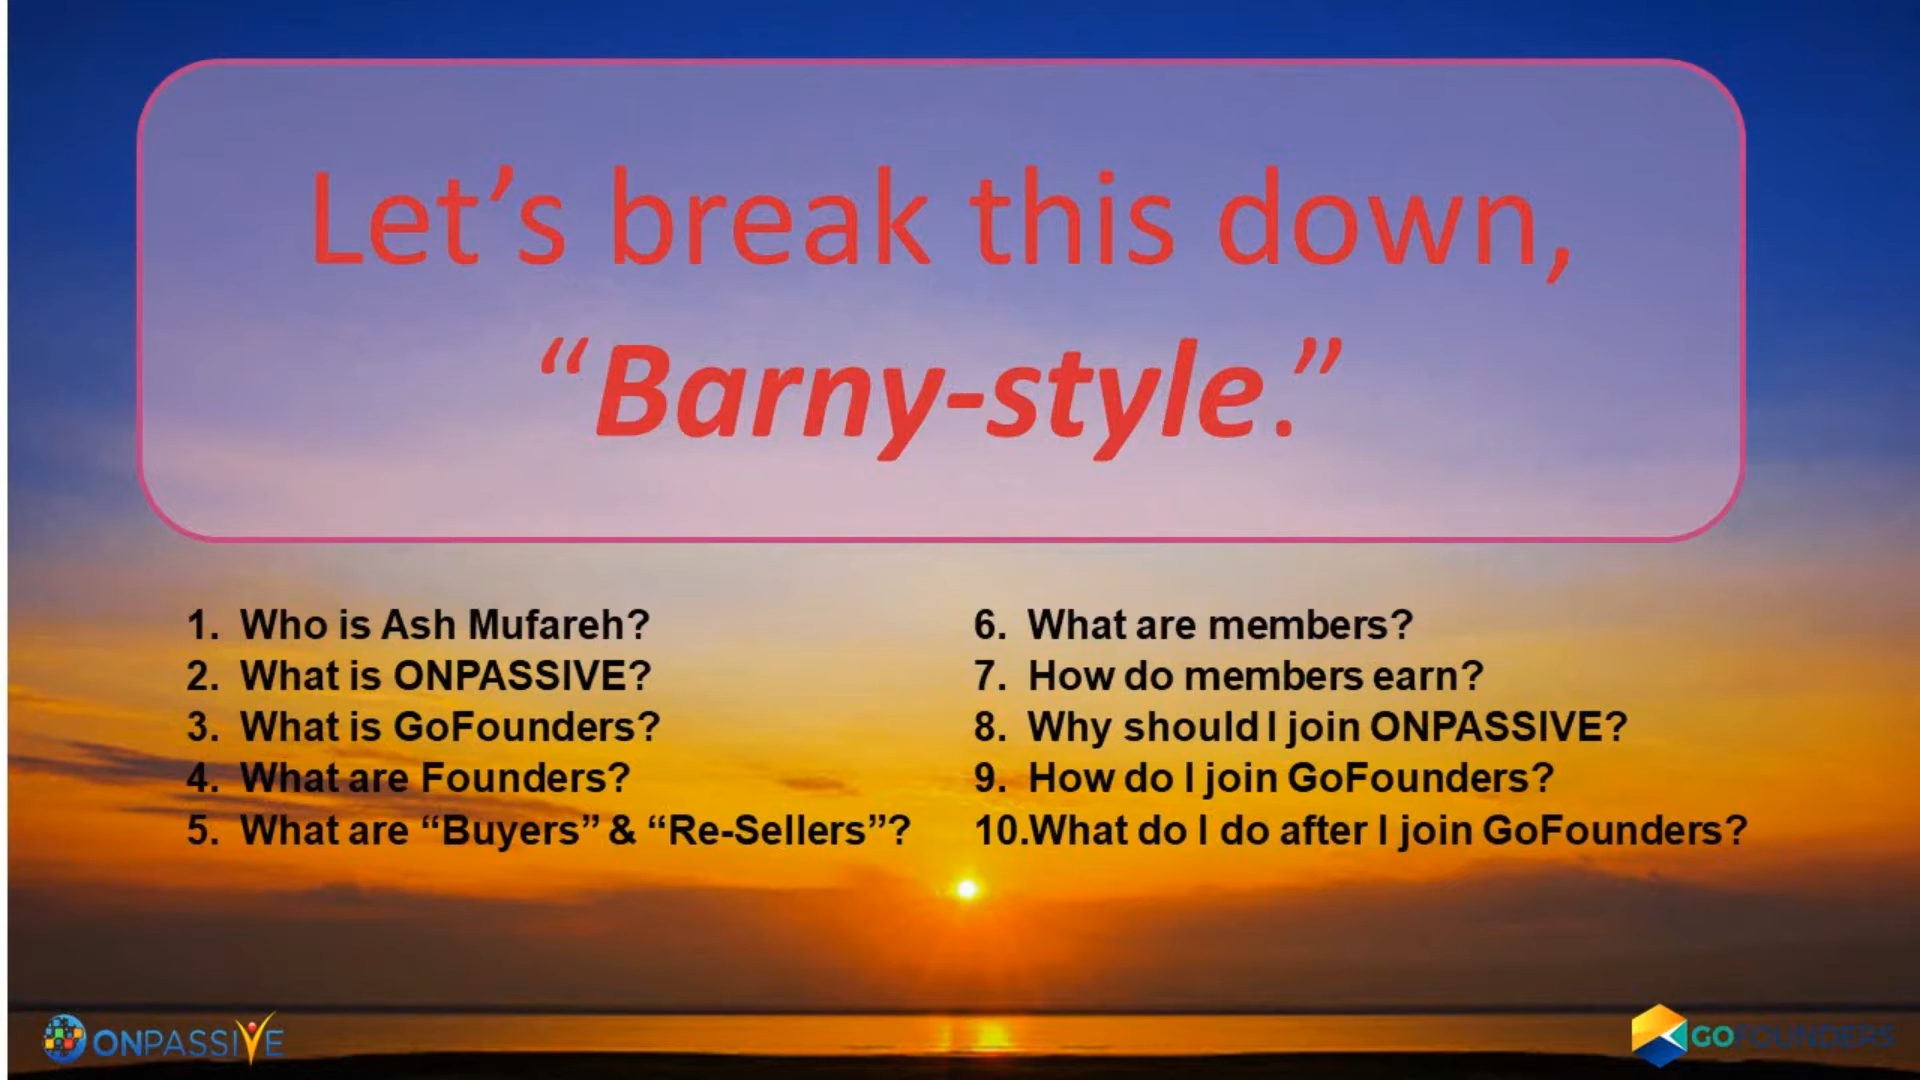 Let's break this down,
“Barny-style.”
1. Who is Ash Mufareh?
2. What is ONPASSIVE?
3. What is GoFounders?
4. What are Founders?
5. What are “Buyers” & “Re-Sellers”?
6. What are members?
7. How do members earn?
8. Why should I join ONPASSIVE?
9. How do I join GoFounders?
10.What do I do after I join GoFounders?
ONPASSIVE
GOFOUNDERS